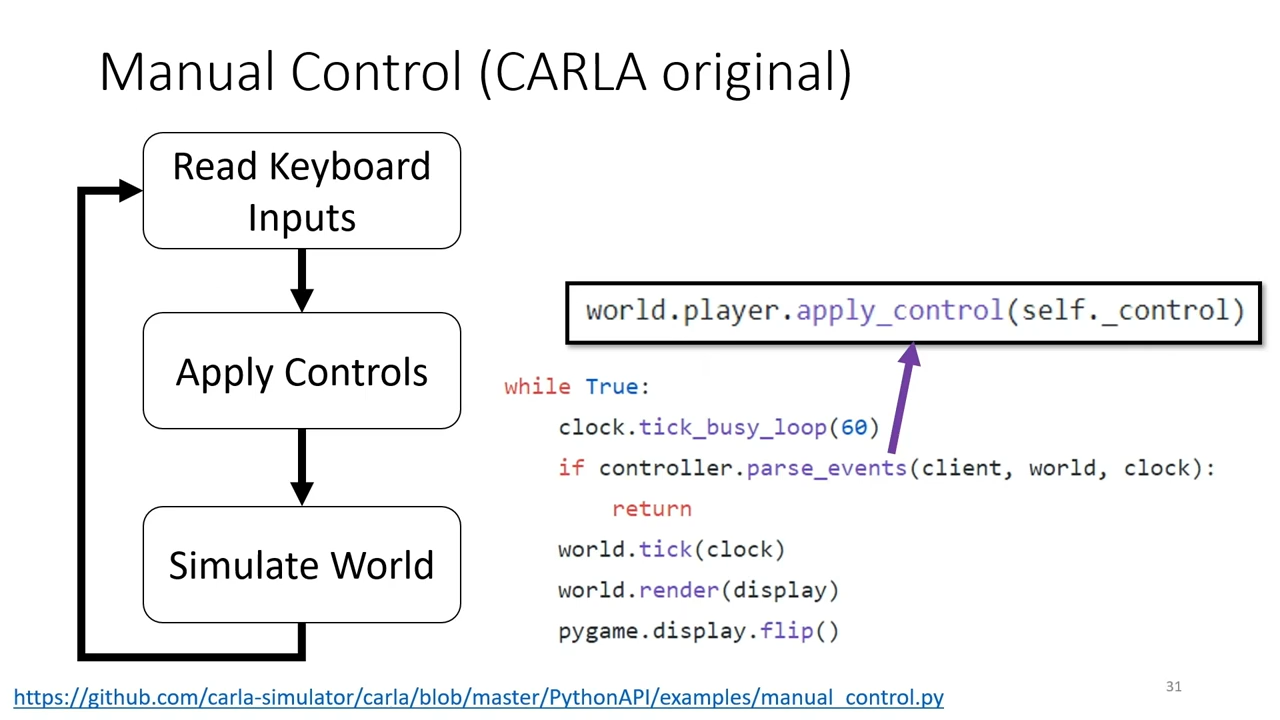 Manual Control (CARLA original)
Read Keyboard
Inputs
Apply Controls
Simulate World
world.player.apply_control(self._control)
while True:
clock.tick_busy_loop(60)
if controller.parse_events(client, world, clock):
return
world.tick(clock)
world.render(display)
pygame.display.flip()
https://github.com/carla-simulator/carla/blob/master/PythonAPI/examples/manual_control.py
31